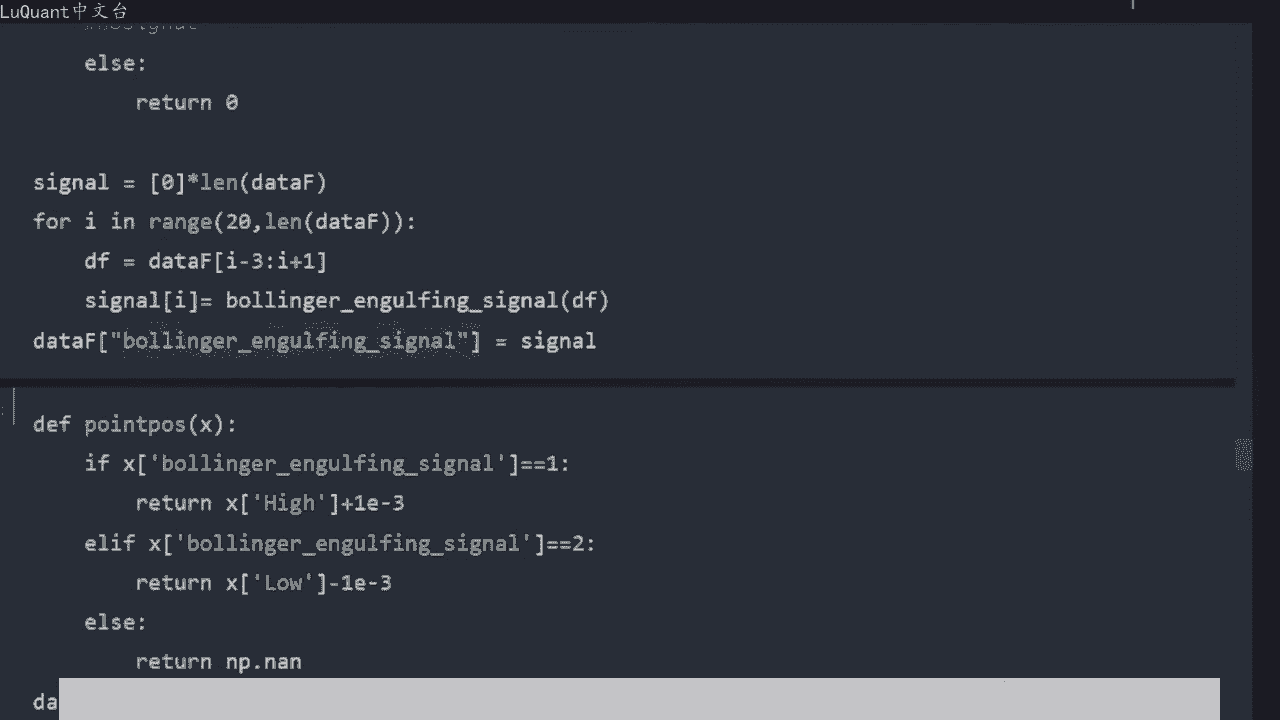 LuQuant中文台
    else:
        return 0
signal = [0]*len(dataF)
for i in range(20,len(dataF)):
    df = dataF[i-3:i+1]
    signal[i]= bollinger_engulfing_signal(df)
dataF["bollinger_engulfing_signal"] = signal
def pointpos(x):
    if x['bollinger_engulfing_signal']==1:
        return x['High']+1e-3
    elif x['bollinger_engulfing_signal']==2:
        return x['Low']-1e-3
    else:
        return np.nan
da